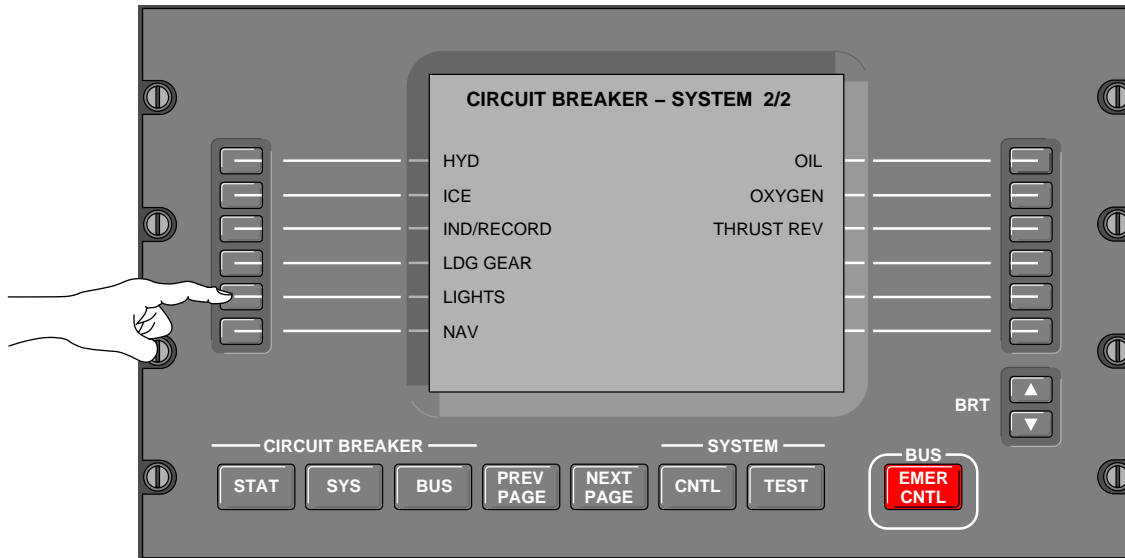 CIRCUIT BREAKER – SYSTEM 2/2
HYD OIL
ICE OXYGEN
IND/RECORD THRUST REV
LDG GEAR
LIGHTS
NAV
BRT
CIRCUIT BREAKER SYSTEM BUS
STAT SYS BUS PREV PAGE NEXT PAGE CNTL TEST EMER CNTL